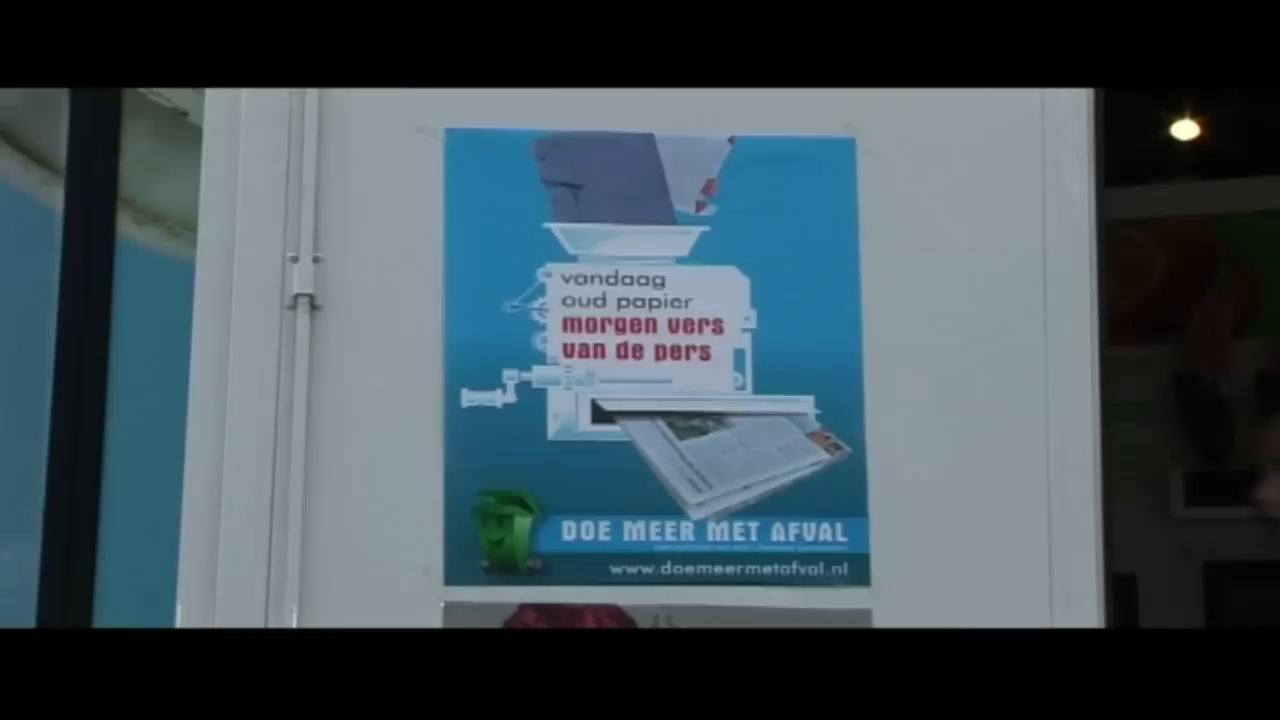 vandaag
oud papier
morgen vers
van de pers
DOE MEER MET AFVAL
www.doemeermetafval.nl